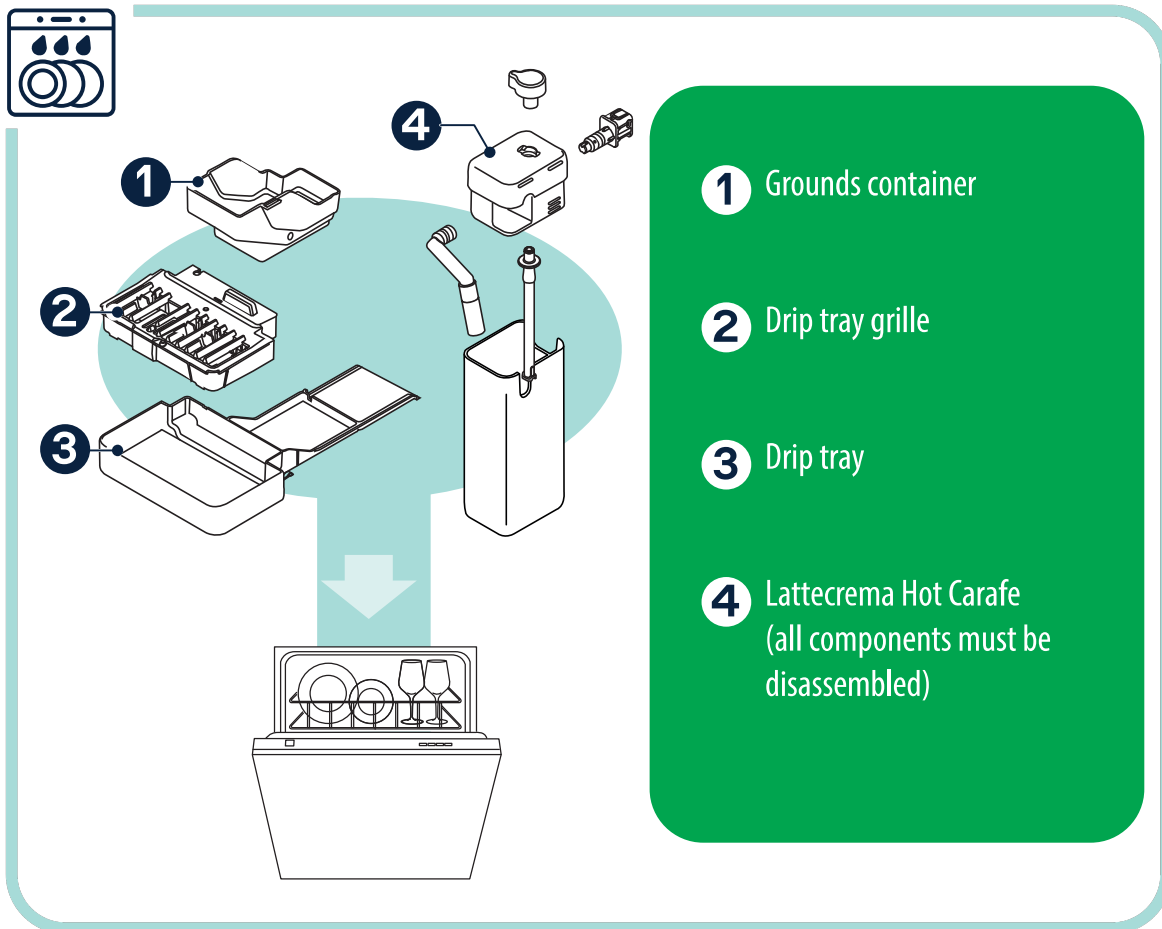 4
1
2
3
1 Grounds container
2 Drip tray grille
3 Drip tray
4 Lattecrema Hot Carafe
(all components must be
disassembled)